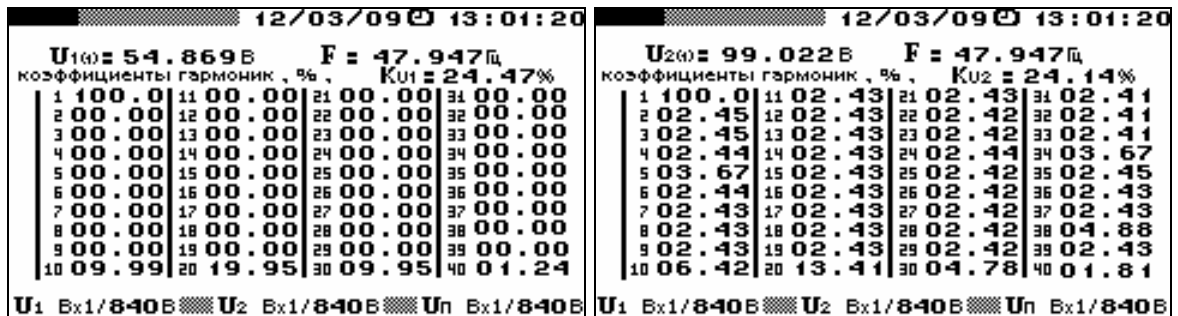 12/03/09 13:01:20
U1(1)= 54.869В F = 47.947Гц
коэффициенты гармоник , % , KU1 = 24.47%
1 100.0 11 00.00 21 00.00 31 00.00
2 00.00 12 00.00 22 00.00 32 00.00
3 00.00 13 00.00 23 00.00 33 00.00
4 00.00 14 00.00 24 00.00 34 00.00
5 00.00 15 00.00 25 00.00 35 00.00
6 00.00 16 00.00 26 00.00 36 00.00
7 00.00 17 00.00 27 00.00 37 00.00
8 00.00 18 00.00 28 00.00 38 00.00
9 00.00 19 00.00 29 00.00 39 00.00
10 09.99 20 19.95 30 09.95 40 01.24
U1 Вх1/840В U2 Вх1/840В Uп Вх1/840В
12/03/09 13:01:20
U2(1)= 99.022В F = 47.947Гц
коэффициенты гармоник , % , KU2 = 24.14%
1 100.0 11 02.43 21 02.43 31 02.41
2 02.45 12 02.43 22 02.42 32 02.41
3 02.45 13 02.43 23 02.42 33 02.41
4 02.44 14 02.43 24 02.44 34 03.67
5 03.67 15 02.43 25 02.42 35 02.45
6 02.44 16 02.43 26 02.42 36 02.43
7 02.43 17 02.43 27 02.42 37 02.43
8 02.43 18 02.43 28 02.42 38 04.88
9 02.43 19 02.43 29 02.42 39 02.43
10 06.42 20 13.41 30 04.78 40 01.81
U1 Вх1/840В U2 Вх1/840В Uп Вх1/840В